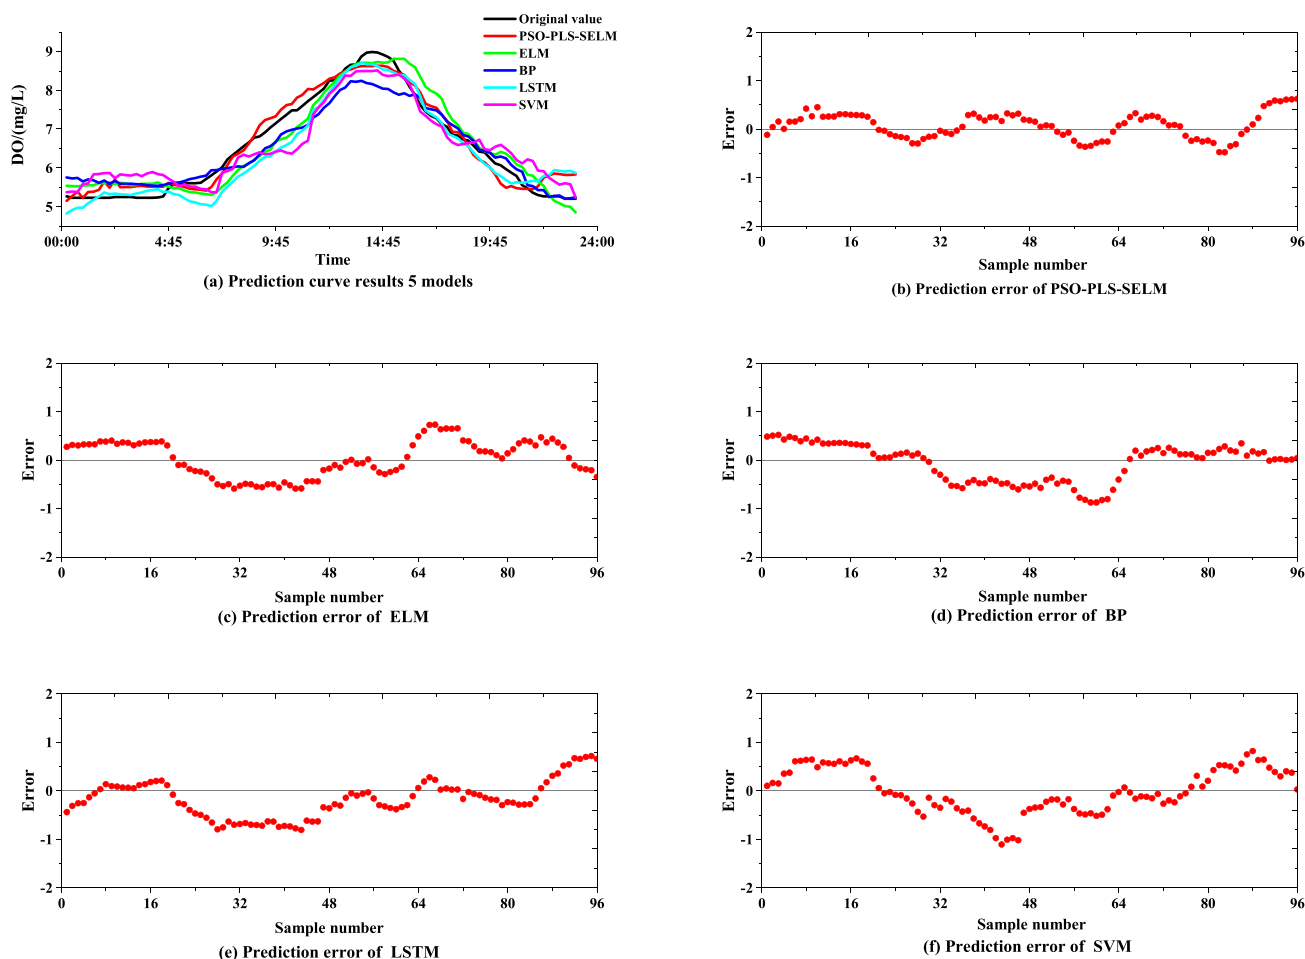 Original value
PSO-PLS-SELM
ELM
BP
LSTM
SVM
DO/(mg/L)
9
8
7
6
5
00:00 4:45 9:45 14:45 19:45 24:00
Time
(a) Prediction curve results 5 models
Error
2
1
0
-1
-2
0 16 32 48 64 80 96
Sample number
(b) Prediction error of PSO-PLS-SELM
Error
2
1
0
-1
-2
0 16 32 48 64 80 96
Sample number
(c) Prediction error of ELM
Error
2
1
0
-1
-2
0 16 32 48 64 80 96
Sample number
(d) Prediction error of BP
Error
2
1
0
-1
-2
0 16 32 48 64 80 96
Sample number
(e) Prediction error of LSTM
Error
2
1
0
-1
-2
0 16 32 48 64 80 96
Sample number
(f) Prediction error of SVM